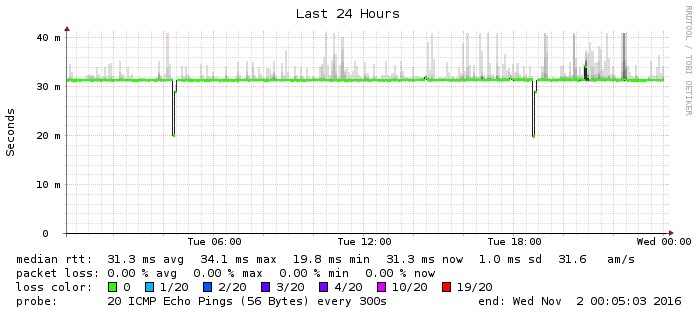 Last 24 Hours
RRDTOOL / TOBI OETIKER
Seconds
40 m
30 m
20 m
10 m
0
Tue 06:00 Tue 12:00 Tue 18:00 Wed 00:00
median rtt: 31.3 ms avg 34.1 ms max 19.8 ms min 31.3 ms now 1.0 ms sd 31.6 am/s
packet loss: 0.00 % avg 0.00 % max 0.00 % min 0.00 % now
loss color: 0 1/20 2/20 3/20 4/20 10/20 19/20
probe: 20 ICMP Echo Pings (56 Bytes) every 300s end: Wed Nov 2 00:05:03 2016